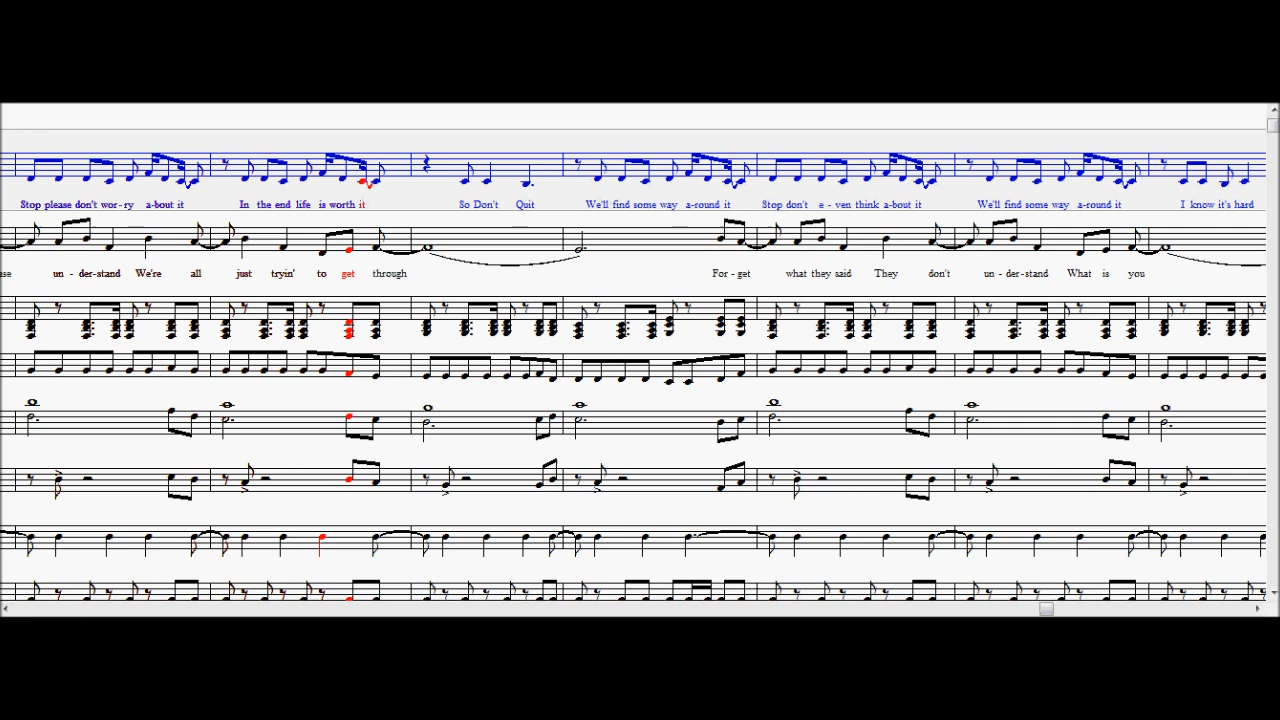 Stop please don't wor-ry a-bout it In the end life is worth it So Don't Quit We'll find some way a-round it Stop don't e-ven think a-bout it We'll find some way a-round it I know it's hard
un-der-stand We're all just tryin' to get through For-get what they said They don't un-der-stand What is you